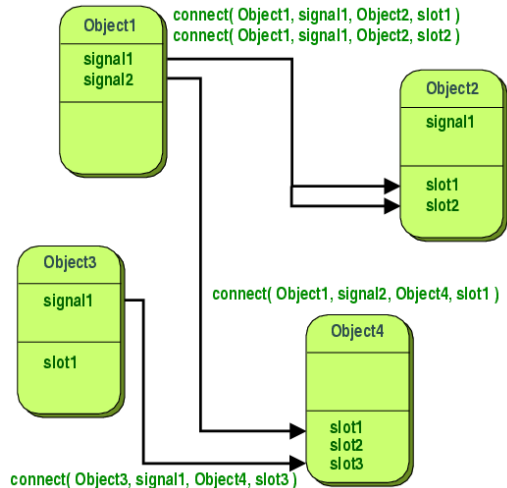 connect( Object1, signal1, Object2, slot1 )
connect( Object1, signal1, Object2, slot2 )
Object1
signal1
signal2
Object2
signal1
slot1
slot2
Object3
signal1
slot1
connect( Object1, signal2, Object4, slot1 )
Object4
slot1
slot2
slot3
connect( Object3, signal1, Object4, slot3 )